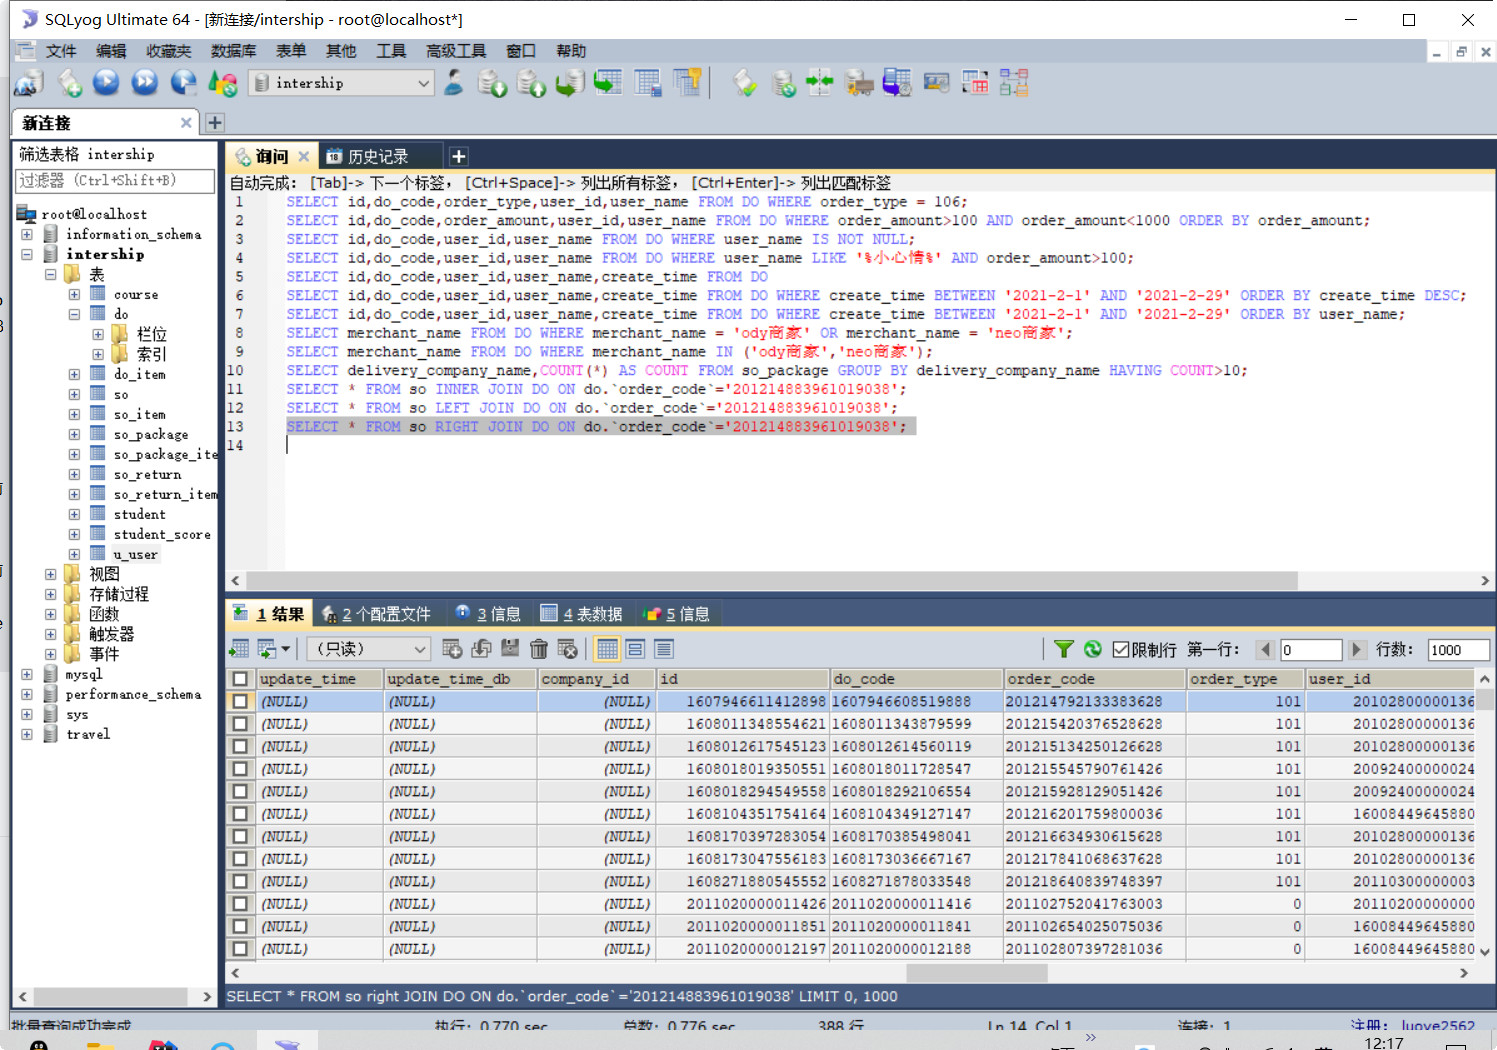 SQLyog Ultimate 64 - [新连接/intership - root@localhost*]
文件 编辑 收藏夹 数据库 表单 其他 工具 高级工具 窗口 帮助
intership
新连接
筛选表格 intership
过滤器 (Ctrl+Shift+B)
root@localhost
information_schema
intership
表
course
do
栏位
索引
do_item
so
so_item
so_package
so_package_ite
so_return
so_return_item
student
student_score
u_user
视图
存储过程
函数
触发器
事件
mysql
performance_schema
sys
travel
询问 历史记录
自动完成: [Tab]-> 下一个标签, [Ctrl+Space]-> 列出所有标签, [Ctrl+Enter]-> 列出匹配标签
1 SELECT id,do_code,order_type,user_id,user_name FROM DO WHERE order_type = 106;
2 SELECT id,do_code,order_amount,user_id,user_name FROM DO WHERE order_amount>100 AND order_amount<1000 ORDER BY order_amount;
3 SELECT id,do_code,user_id,user_name FROM DO WHERE user_name IS NOT NULL;
4 SELECT id,do_code,user_id,user_name FROM DO WHERE user_name LIKE '%小心情%' AND order_amount>100;
5 SELECT id,do_code,user_id,user_name,create_time FROM DO
6 SELECT id,do_code,user_id,user_name,create_time FROM DO WHERE create_time BETWEEN '2021-2-1' AND '2021-2-29' ORDER BY create_time DESC;
7 SELECT id,do_code,user_id,user_name,create_time FROM DO WHERE create_time BETWEEN '2021-2-1' AND '2021-2-29' ORDER BY user_name;
8 SELECT merchant_name FROM DO WHERE merchant_name = 'ody商家' OR merchant_name = 'neo商家';
9 SELECT merchant_name FROM DO WHERE merchant_name IN ('ody商家','neo商家');
10 SELECT delivery_company_name,COUNT(*) AS COUNT FROM so_package GROUP BY delivery_company_name HAVING COUNT>10;
11 SELECT * FROM so INNER JOIN DO ON do.`order_code`='201214883961019038';
12 SELECT * FROM so LEFT JOIN DO ON do.`order_code`='201214883961019038';
13 SELECT * FROM so RIGHT JOIN DO ON do.`order_code`='201214883961019038';
14
1 结果 2 个配置文件 3 信息 4 表数据 5 信息
(只读) 限制行 第一行: 0 行数: 1000
update_time update_time_db company_id id do_code order_code order_type user_id
(NULL) (NULL) (NULL) 1607946611412898 1607946608519888 201214792133383628 101 20102800000136
(NULL) (NULL) (NULL) 1608011348554621 1608011343879599 201215420376528628 101 20102800000136
(NULL) (NULL) (NULL) 1608012617545123 1608012614560119 201215134250126628 101 20102800000136
(NULL) (NULL) (NULL) 1608018019350551 1608018011728547 201215545790761426 101 20092400000024
(NULL) (NULL) (NULL) 1608018294549558 1608018292106554 201215928129051426 101 20092400000024
(NULL) (NULL) (NULL) 1608104351754164 1608104349127147 201216201759800036 101 16008449645880
(NULL) (NULL) (NULL) 1608170397283054 1608170385498041 201216634930615628 101 20102800000136
(NULL) (NULL) (NULL) 1608173047556183 1608173036667167 201217841068637628 101 20102800000136
(NULL) (NULL) (NULL) 1608271880545552 1608271878033548 201218640839748397 101 20110300000003
(NULL) (NULL) (NULL) 2011020000011426 2011020000011416 201102752041763003 0 20110200000000
(NULL) (NULL) (NULL) 2011020000011851 2011020000011841 201102654025075036 0 16008449645880
(NULL) (NULL) (NULL) 2011020000012197 2011020000012188 201102807397281036 0 16008449645880
SELECT * FROM so right JOIN DO ON do.`order_code`='201214883961019038' LIMIT 0, 1000
批量查询成功完成 执行: 0.770 sec 总数: 0.776 sec 388 行 Ln 14, Col 1 连接: 1 注册: luoye2562
12:17